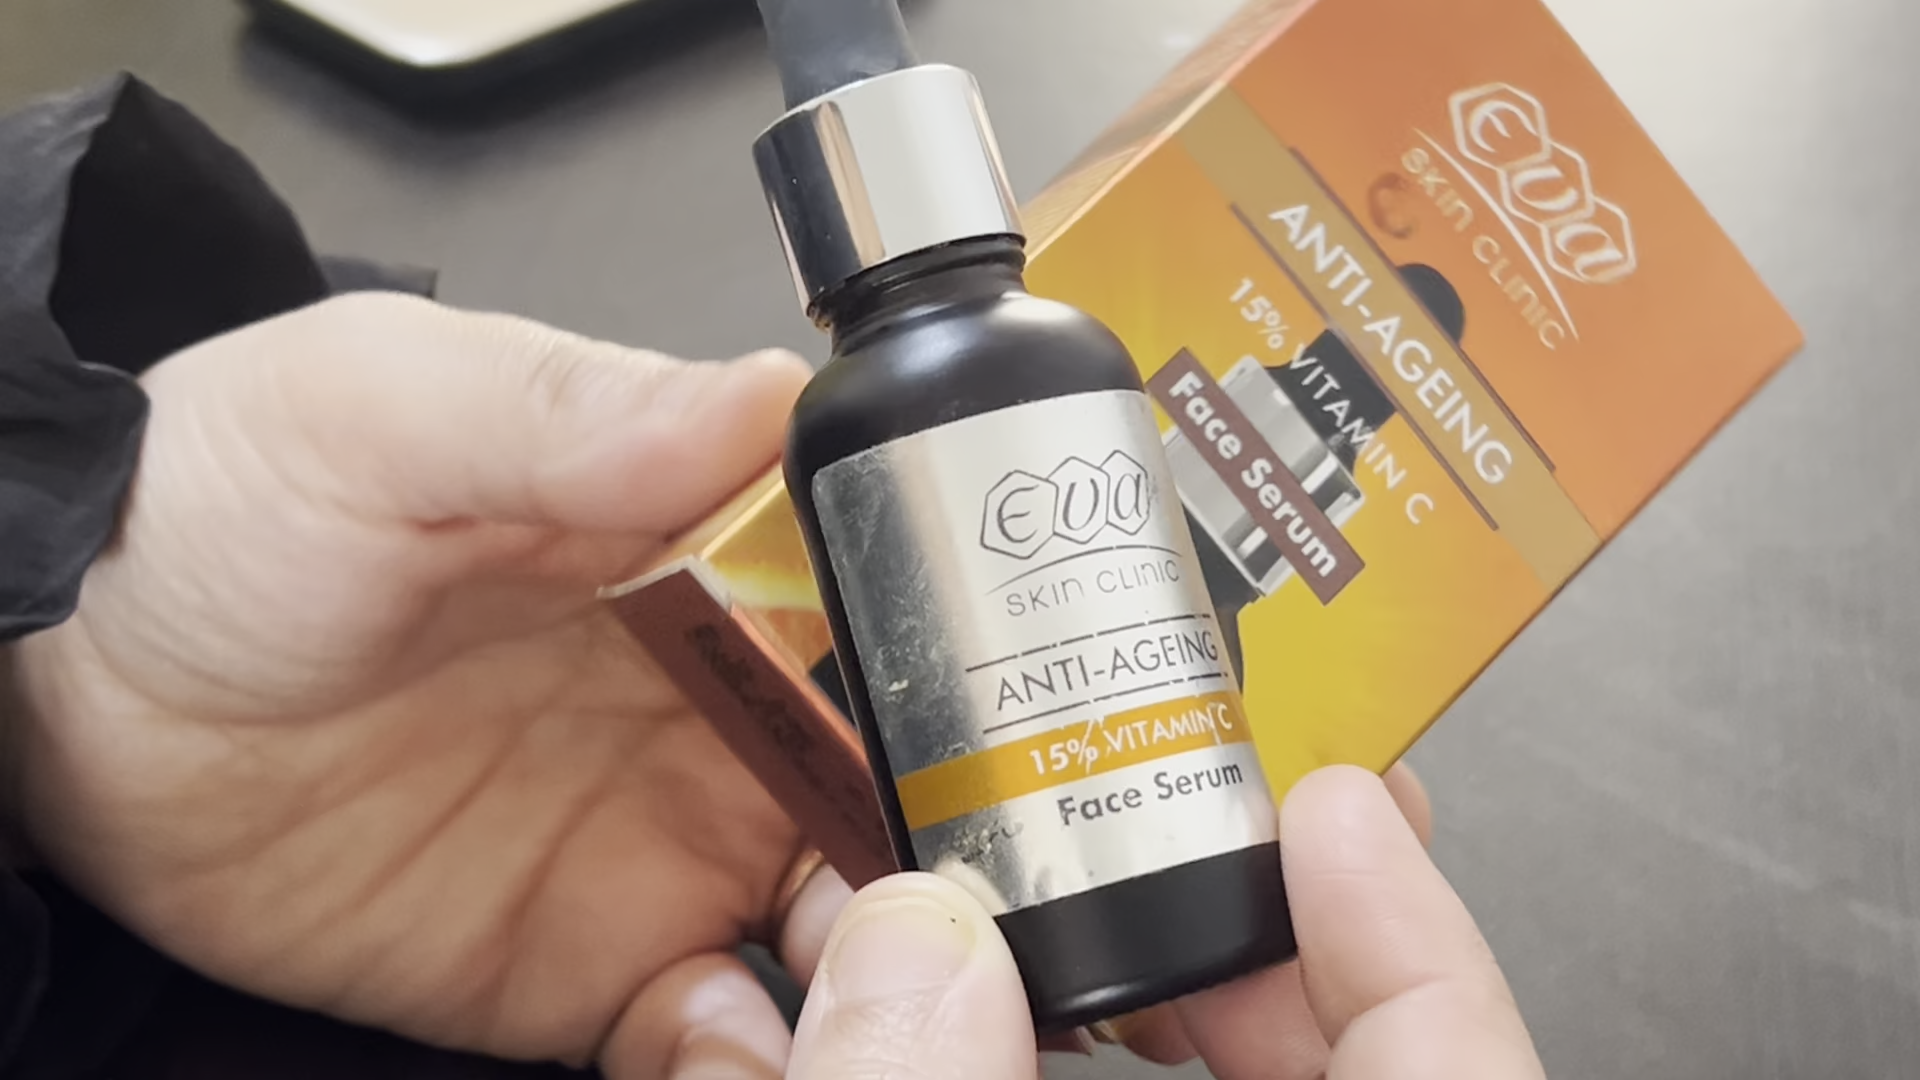 Eva
SKIN CLINIC
ANTI-AGEING
15% VITAMIN C
Face Serum
Eva
SKIN CLINIC
ANTI-AGEING
15% VITAMIN C
Face Serum